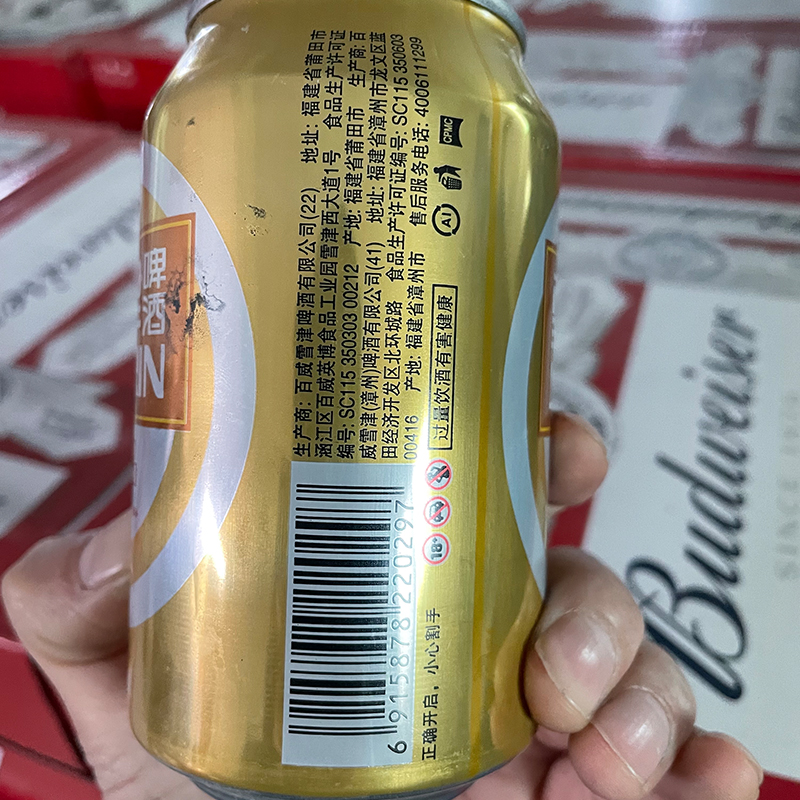 生产商: 百威雪津啤酒有限公司(22) 地址: 福建省莆田市
涵江区百威英博食品工业园雪津西大道1号 食品生产许可证
编号: SC115 350303 00212 产地: 福建省莆田市 生产商: 百
威雪津(漳州)啤酒有限公司(41) 地址: 福建省漳州市龙文区蓝
田经济开发区北环城路 食品生产许可证编号: SC115 350603
00416 产地: 福建省漳州市 售后服务电话: 4006111299
过量饮酒有害健康
18+
Al
CPMC
6 915878 220297
正确开启，小心割手
啤
酒
Budweiser
Budweiser